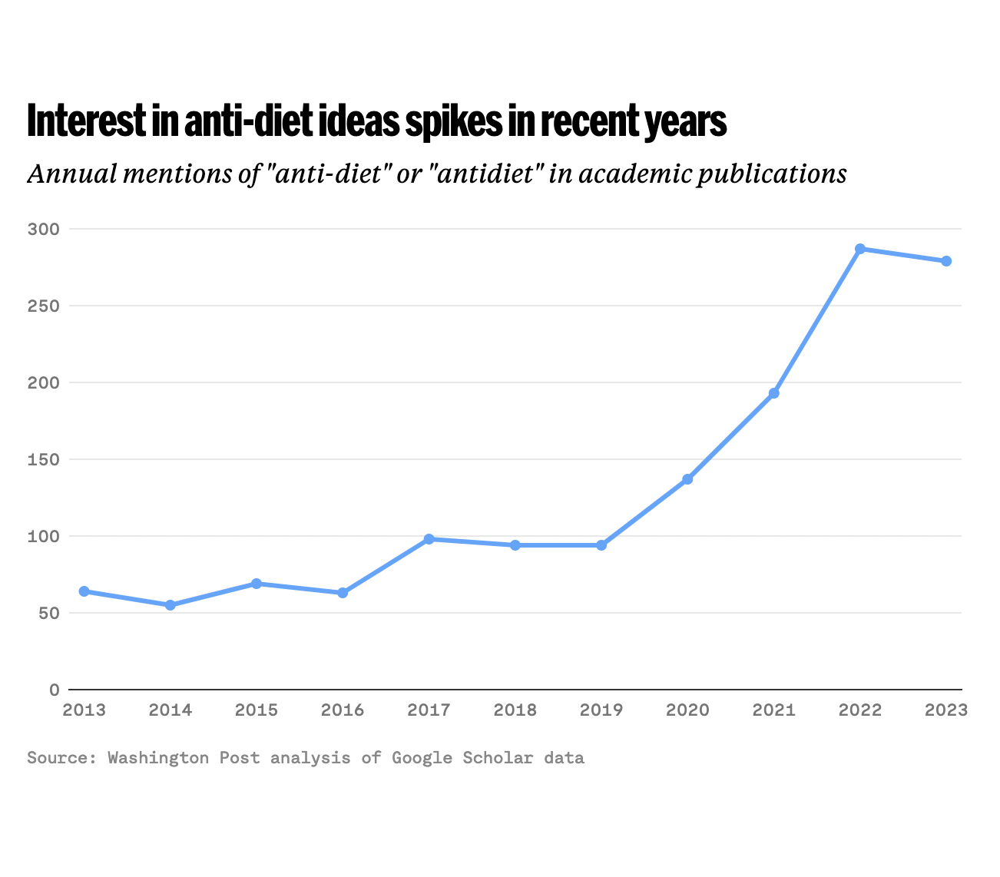 Interest in anti-diet ideas spikes in recent years
Annual mentions of "anti-diet" or "antidiet" in academic publications
300
250
200
150
100
50
0
2013 2014 2015 2016 2017 2018 2019 2020 2021 2022 2023
Source: Washington Post analysis of Google Scholar data